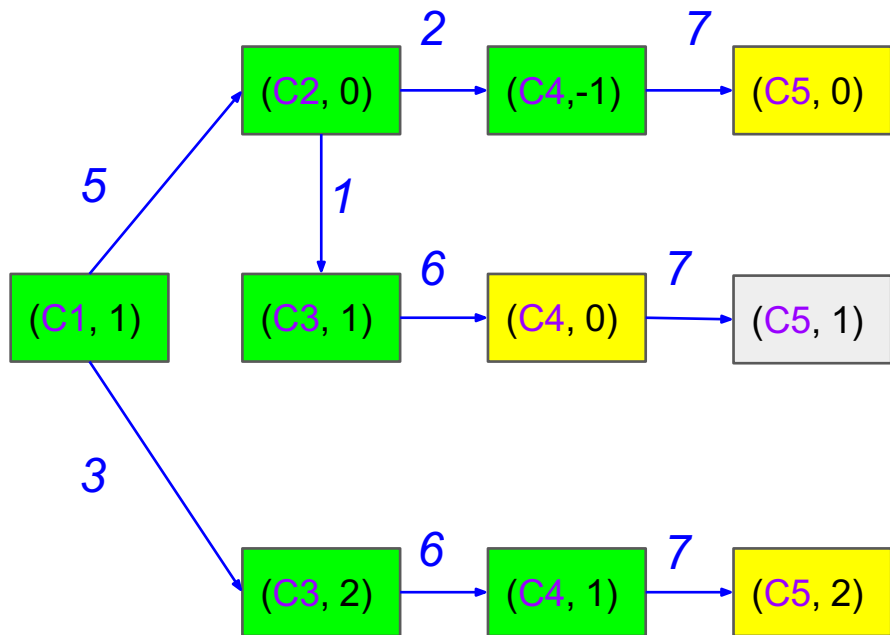 2 7
(C2, 0) (C4,-1) (C5, 0)
5 1
6 7
(C1, 1) (C3, 1) (C4, 0) (C5, 1)
3
6 7
(C3, 2) (C4, 1) (C5, 2)